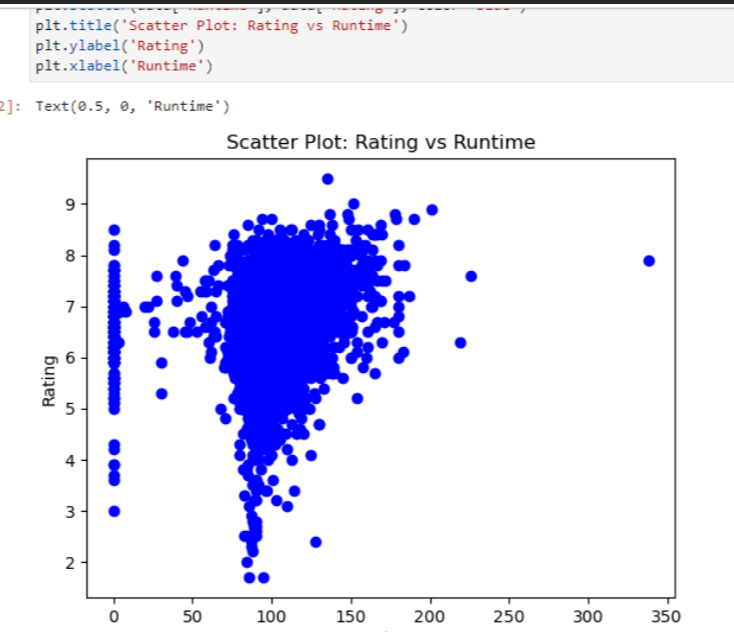 plt.title('Scatter Plot: Rating vs Runtime')
plt.ylabel('Rating')
plt.xlabel('Runtime')
2]: Text(0.5, 0, 'Runtime')
Scatter Plot: Rating vs Runtime
9
8
7
6
5
4
3
2
Rating
0 50 100 150 200 250 300 350